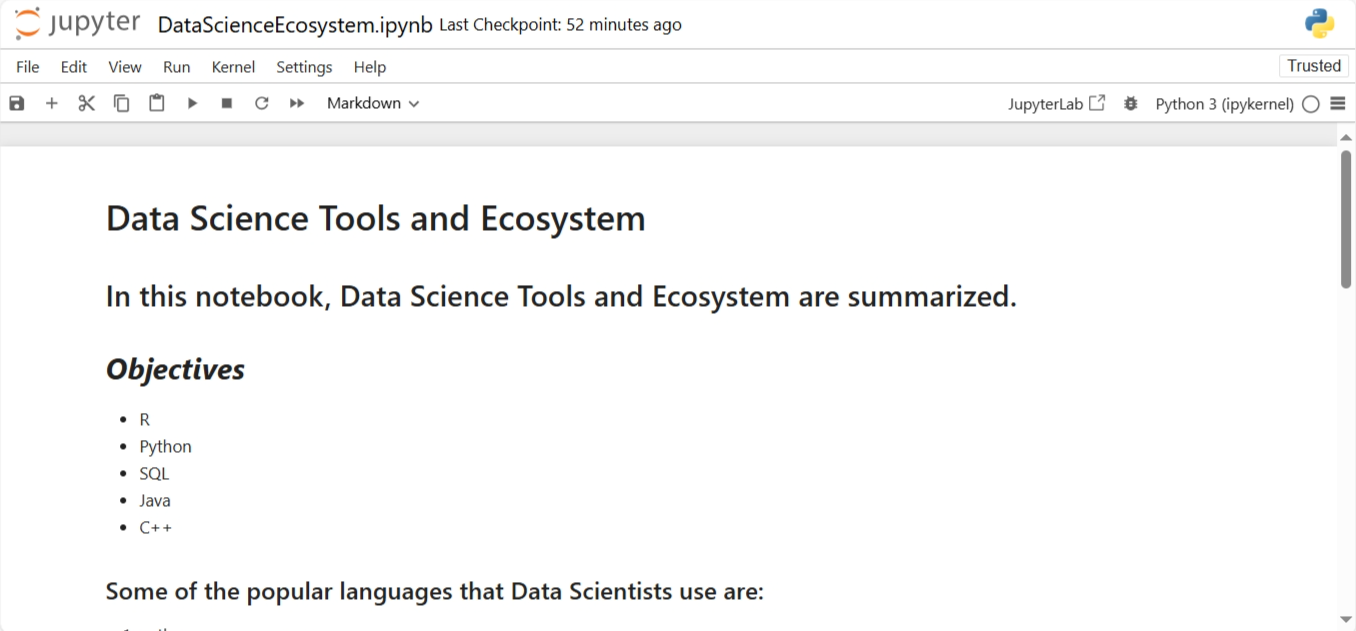 jupyter DataScienceEcosystem.ipynb Last Checkpoint: 52 minutes ago
File Edit View Run Kernel Settings Help Trusted
Markdown JupyterLab Python 3 (ipykernel)
Data Science Tools and Ecosystem
In this notebook, Data Science Tools and Ecosystem are summarized.
Objectives
R
Python
SQL
Java
C++
Some of the popular languages that Data Scientists use are: